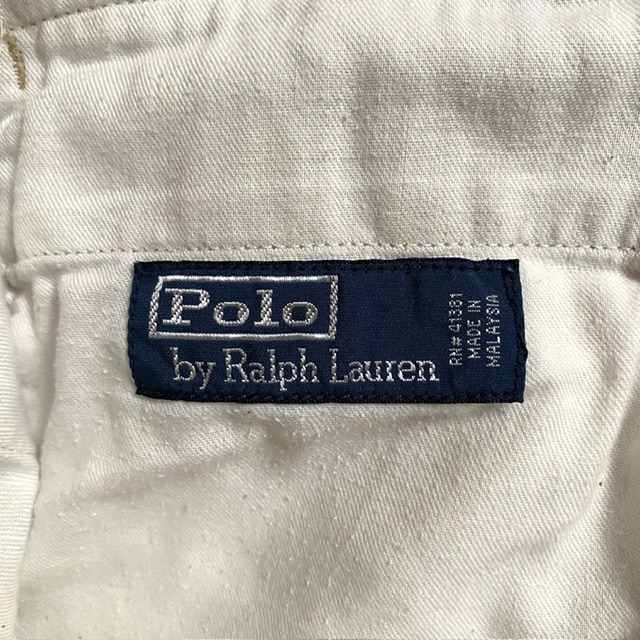 Polo
by Ralph Lauren
RN# 41381
MADE IN
MALAYSIA